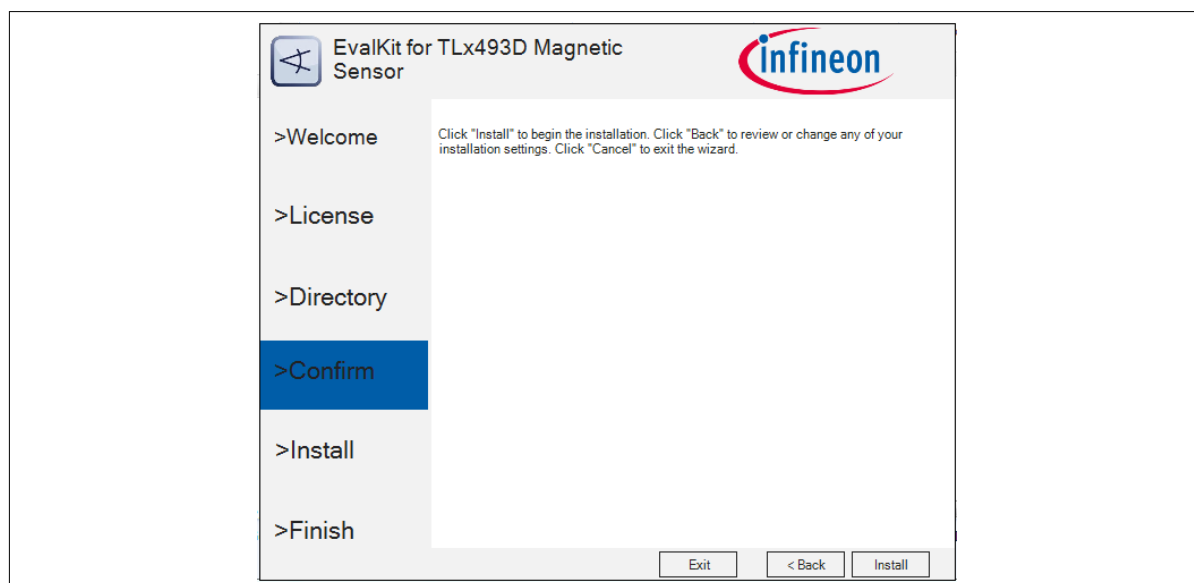 EvalKit for TLx493D Magnetic
Sensor
infineon
>Welcome
Click "Install" to begin the installation. Click "Back" to review or change any of your
installation settings. Click "Cancel" to exit the wizard.
>License
>Directory
>Confirm
>Install
>Finish
Exit
< Back
Install